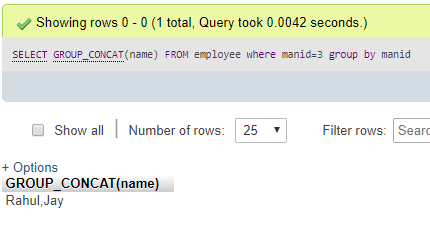 Showing rows 0 - 0 (1 total, Query took 0.0042 seconds.)
SELECT GROUP_CONCAT(name) FROM employee where manid=3 group by manid
Show all Number of rows: 25 Filter rows: Searc
+ Options
GROUP_CONCAT(name)
Rahul,Jay